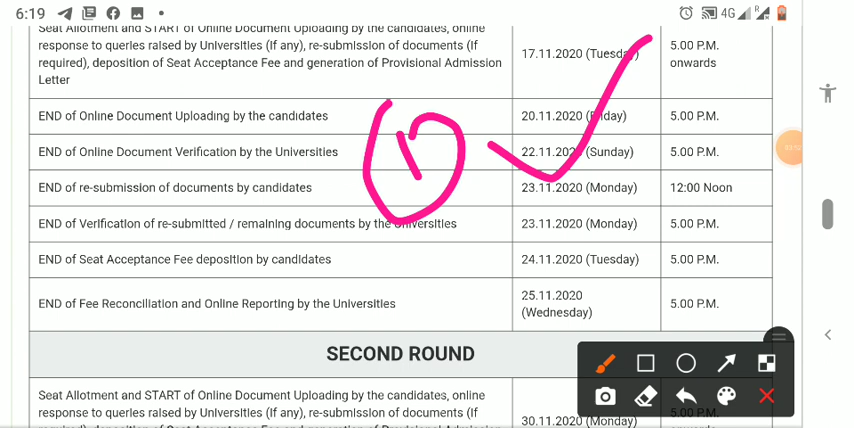 6:19
4G
R
Seat Allotment and START of Online Document Uploading by the candidates, online
response to queries raised by Universities (if any), re-submission of documents (if
required), deposition of Seat Acceptance Fee and generation of Provisional Admission
Letter
17.11.2020 (Tuesday)
5.00 P.M.
onwards
END of Online Document Uploading by the candidates
20.11.2020 (Friday)
5.00 P.M.
END of Online Document Verification by the Universities
22.11.2020 (Sunday)
5.00 P.M.
END of re-submission of documents by candidates
23.11.2020 (Monday)
12:00 Noon
END of Verification of re-submitted / remaining documents by the Universities
23.11.2020 (Monday)
5.00 P.M.
END of Seat Acceptance Fee deposition by candidates
24.11.2020 (Tuesday)
5.00 P.M.
END of Fee Reconciliation and Online Reporting by the Universities
25.11.2020
(Wednesday)
5.00 P.M.
SECOND ROUND
Seat Allotment and START of Online Document Uploading by the candidates, online
response to queries raised by Universities (if any), re-submission of documents (if
30.11.2020 (Monday)
5.00 P.M.